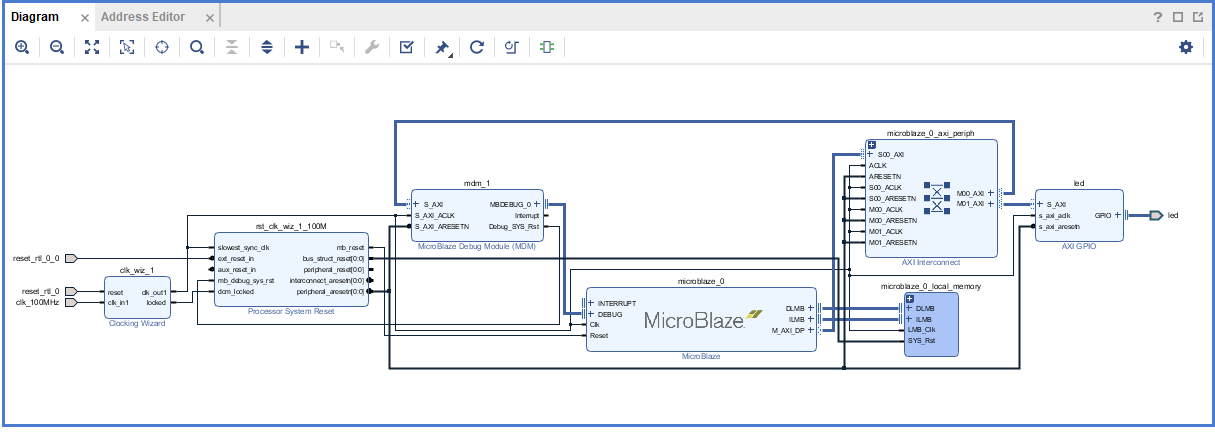 Diagram × Address Editor × ?
microblaze_0_axi_periph
S00_AXI
ACLK
ARESETN
S00_ACLK
S00_ARESETN
M00_ACLK
M00_ARESETN
M01_ACLK
M01_ARESETN
M00_AXI
M01_AXI
AXI Interconnect
mdm_1
S_AXI
S_AXI_ACLK
S_AXI_ARESETN
MBDEBUG_0
Interrupt
Debug_SYS_Rst
MicroBlaze Debug Module (MDM)
led
S_AXI
s_axi_aclk
s_axi_aresetn
GPIO
AXI GPIO
led
rst_clk_wiz_1_100M
slowest_sync_clk
ext_reset_in
aux_reset_in
mb_debug_sys_rst
dcm_locked
mb_reset
bus_struct_reset[0:0]
peripheral_reset[0:0]
interconnect_aresetn[0:0]
peripheral_aresetn[0:0]
Processor System Reset
reset_rtl_0_0
reset_rtl_0
clk_100MHz
clk_wiz_1
reset
clk_in1
clk_out1
locked
Clocking Wizard
microblaze_0
INTERRUPT
DEBUG
Clk
Reset
MicroBlaze
DLMB
ILMB
M_AXI_DP
MicroBlaze
microblaze_0_local_memory
DLMB
ILMB
LMB_Clk
SYS_Rst